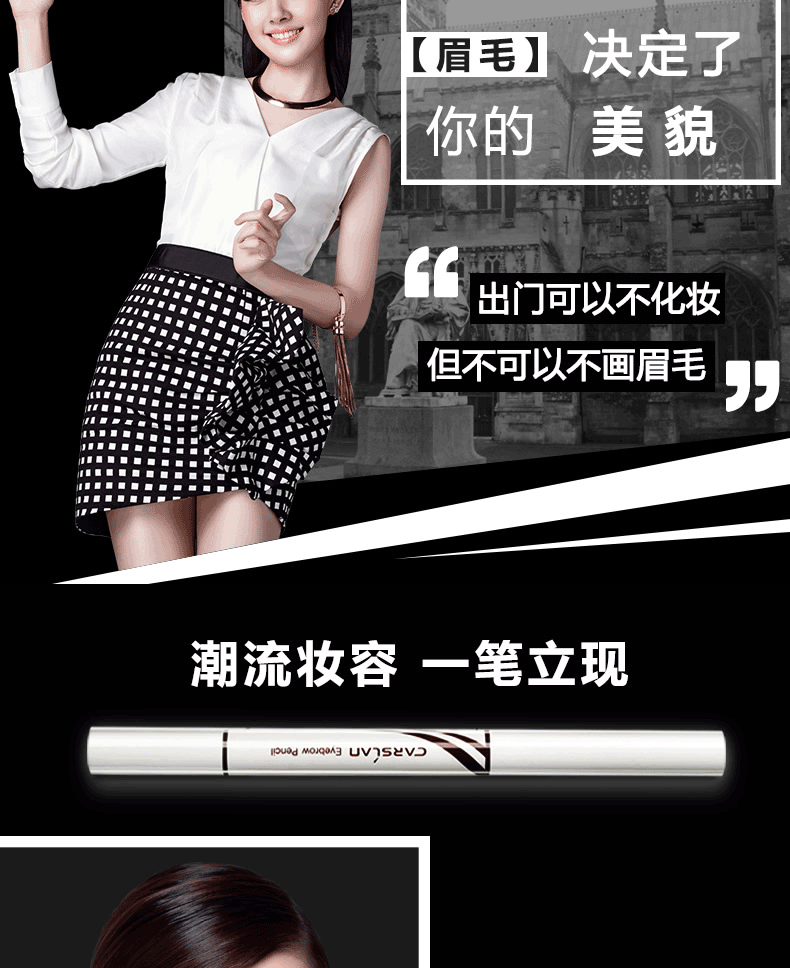 【眉毛】决定了
你的 美貌
“出门可以不化妆
但不可以不画眉毛”
潮流妆容 一笔立现
CARSLAN Eyebrow Pencil